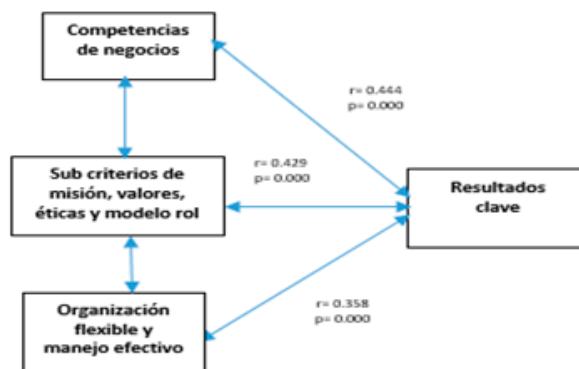 Competencias
de negocios
r= 0.444
p= 0.000
Sub criterios de
misión, valores,
éticas y modelo rol
r= 0.429
p= 0.000
Resultados
clave
Organización
flexible y
manejo efectivo
r= 0.358
p= 0.000